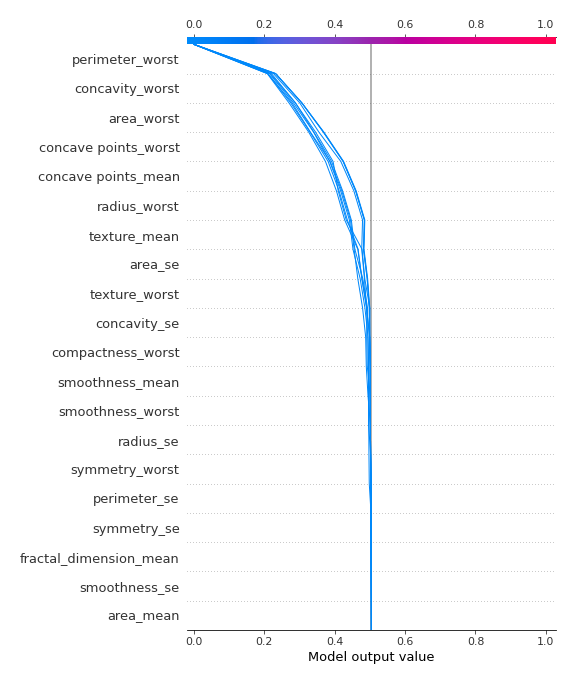 0.0 0.2 0.4 0.6 0.8 1.0
perimeter_worst
concavity_worst
area_worst
concave points_worst
concave points_mean
radius_worst
texture_mean
area_se
texture_worst
concavity_se
compactness_worst
smoothness_mean
smoothness_worst
radius_se
symmetry_worst
perimeter_se
symmetry_se
fractal_dimension_mean
smoothness_se
area_mean
0.0 0.2 0.4 0.6 0.8 1.0
Model output value